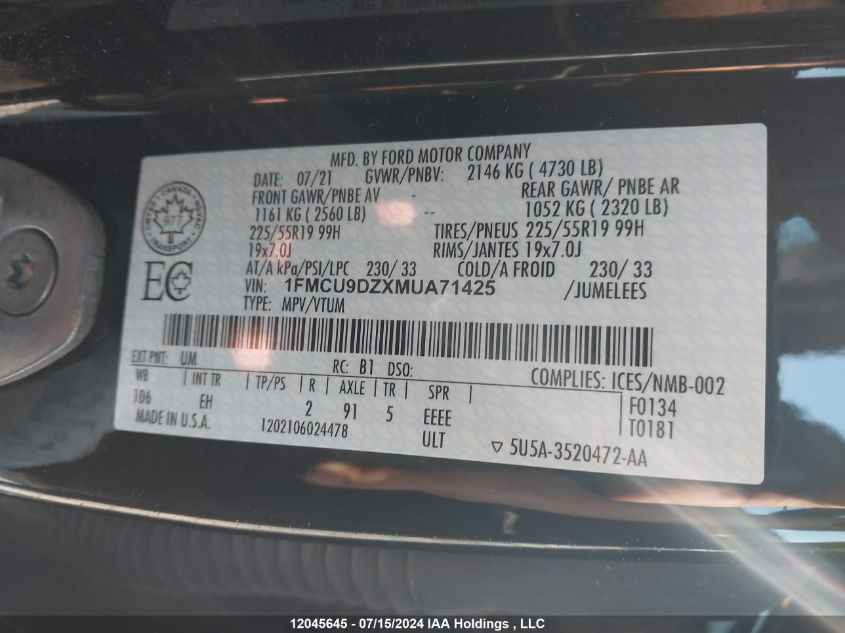 MFD. BY FORD MOTOR COMPANY
DATE: 07/21 GVWR/PNBV: 2146 KG ( 4730 LB)
FRONT GAWR/PNBE AV - REAR GAWR/ PNBE AR
1161 KG ( 2560 LB) -- 1052 KG ( 2320 LB)
225/55R19 99H TIRES/PNEUS 225/55R19 99H
19x7.0J RIMS/JANTES 19x7.0J
AT/A kPa/PSI/LPC 230/ 33 COLD/A FROID 230/ 33
VIN: 1FMCU9DZXMUA71425 /JUMELEES
TYPE: MPV/VTUM
CANADA
977
TRANSPORT
EC
EXT PNT: UM RC: B1 DSO:
COMPLIES: ICES/NMB-002
WB INT TR TP/PS R AXLE TR SPR F0134
106 EH 2 91 5 EEEE T0181
MADE IN U.S.A. 1202106024478 ULT 5U5A-3520472-AA
12045645 - 07/15/2024 IAA Holdings , LLC